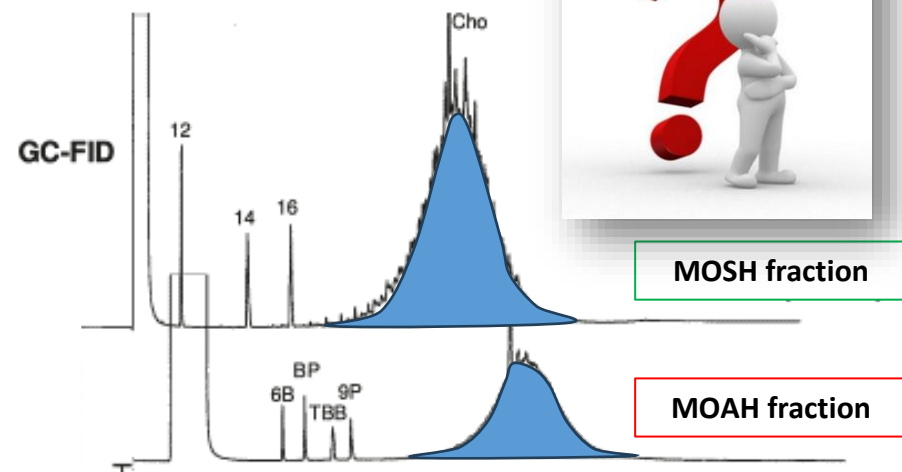 Cho
GC-FID
12
14
16
MOSH fraction
BP
6B
9P
TBB
MOAH fraction